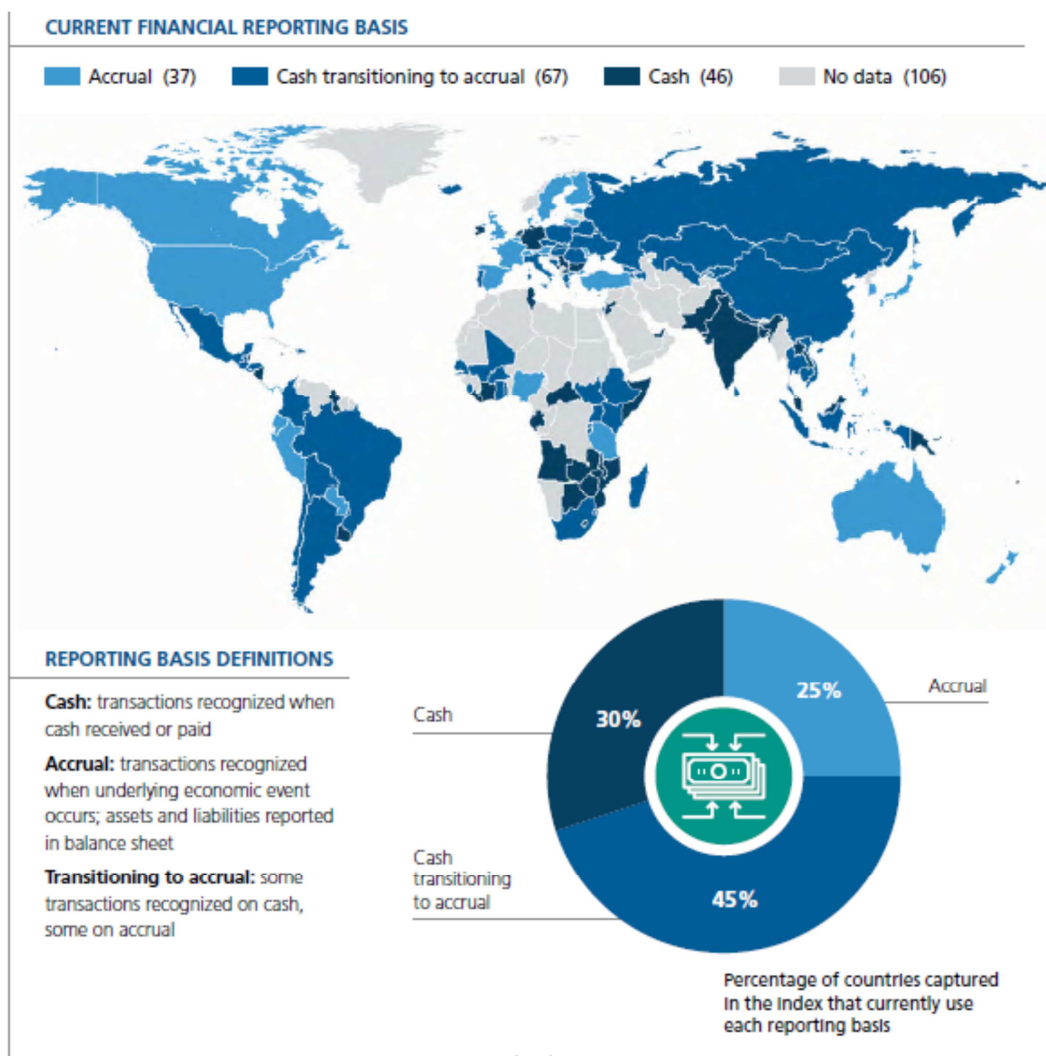 CURRENT FINANCIAL REPORTING BASIS
Accrual (37) Cash transitioning to accrual (67) Cash (46) No data (106)
REPORTING BASIS DEFINITIONS
Cash: transactions recognized when
cash received or paid
Accrual: transactions recognized
when underlying economic event
occurs; assets and liabilities reported
in balance sheet
Transitioning to accrual: some
transactions recognized on cash,
some on accrual
Cash
30%
25%
Accrual
Cash
transitioning
to accrual
45%
Percentage of countries captured
in the index that currently use
each reporting basis